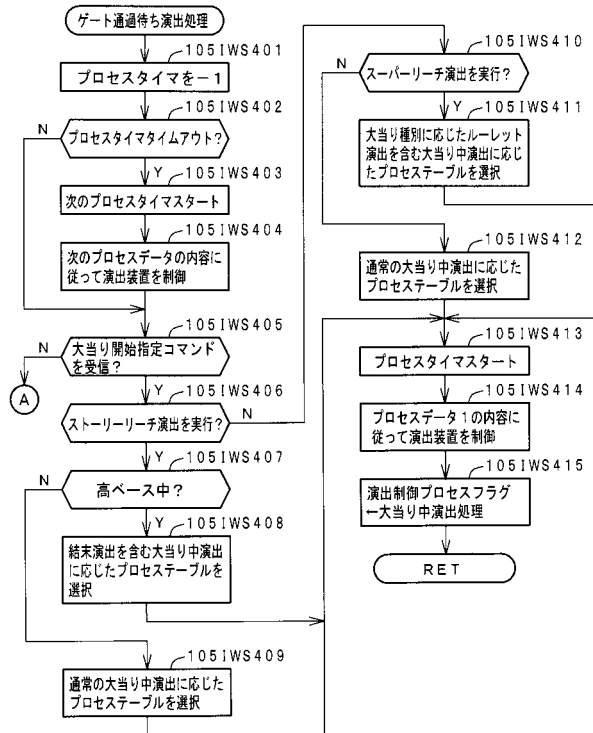 ゲート通過待ち演出処理
105IWS401
プロセスタイマを－1
105IWS402
プロセスタイマタイムアウト？
N
Y
105IWS403
次のプロセスタイマスタート
105IWS404
次のプロセスデータの内容に
従って演出装置を制御
105IWS405
大当り開始指定コマンド
を受信？
N
A
Y
105IWS406
ストーリーリーチ演出を実行？
N
Y
105IWS407
高ベース中？
N
Y
105IWS408
結末演出を含む大当り中演出
に応じたプロセステーブルを
選択
105IWS409
通常の大当り中演出に応じた
プロセステーブルを選択
105IWS410
スーパーリーチ演出を実行？
N
Y
105IWS411
大当り種別に応じたルーレット
演出を含む大当り中演出に応じ
たプロセステーブルを選択
105IWS412
通常の大当り中演出に応じた
プロセステーブルを選択
105IWS413
プロセスタイマスタート
105IWS414
プロセスデータ1の内容に
従って演出装置を制御
105IWS415
演出制御プロセスフラグ
←大当り中演出処理
RET